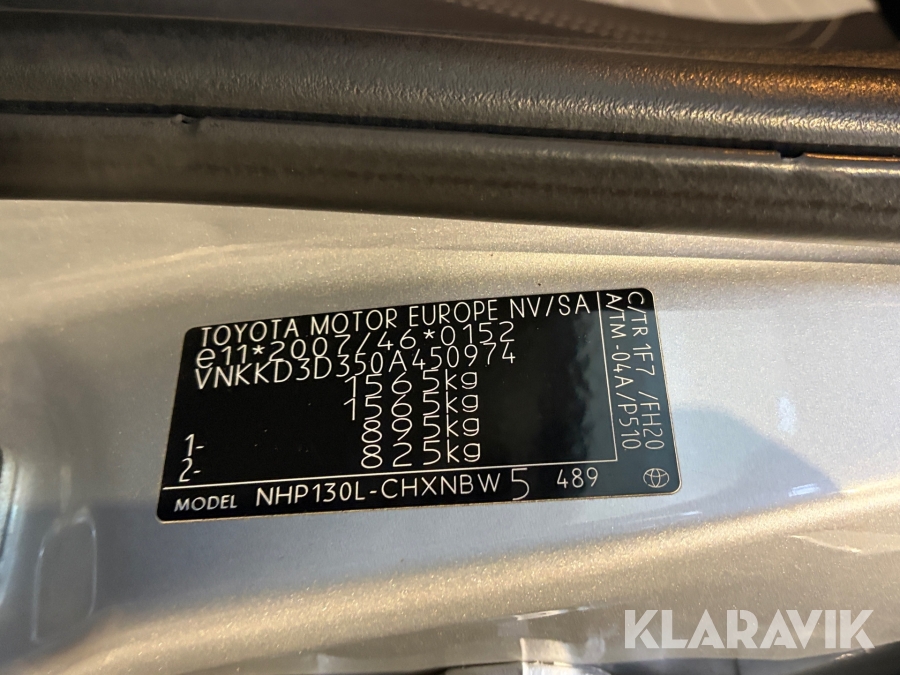 TOYOTA MOTOR EUROPE NV/SA
e11*2007/46*0152
VNKKD3D350A450974
1565kg
1565kg
1- 895kg
2- 825kg
MODEL NHP130L-CHXNBW 5 489
C/TR 1F7 /FH20
A/TM -04A/P510
KLARAVIK